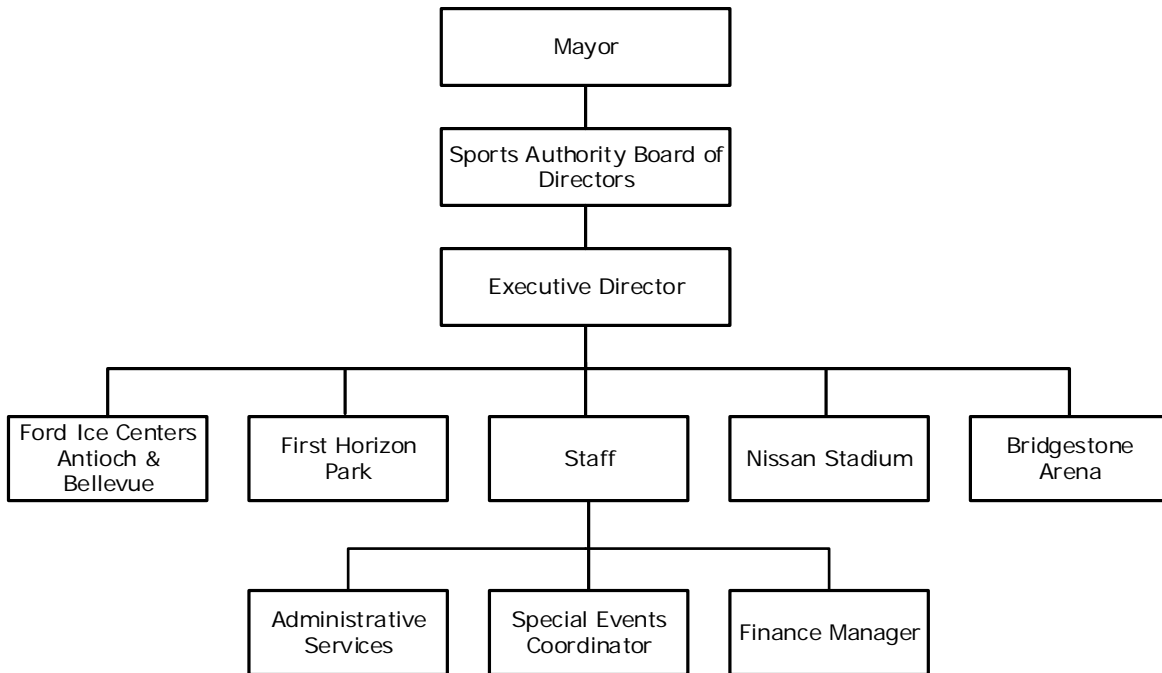 Mayor
Sports Authority Board of
Directors
Executive Director
Ford Ice Centers
Antioch &
Bellevue
First Horizon
Park
Staff
Nissan Stadium
Bridgestone
Arena
Administrative
Services
Special Events
Coordinator
Finance Manager